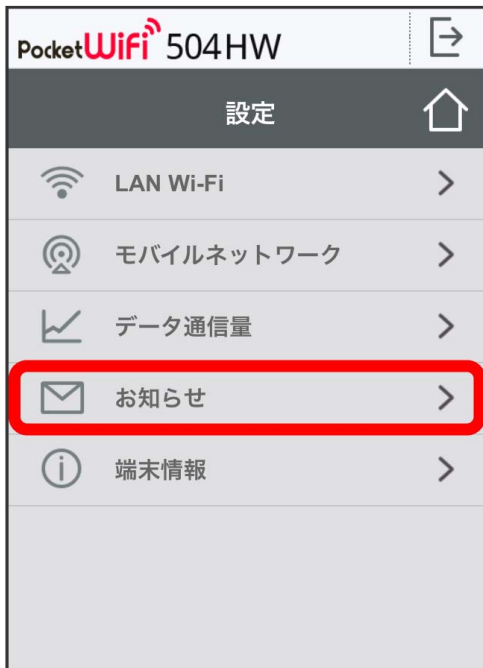 Pocket WiFi 504HW
設定
LAN Wi-Fi
モバイルネットワーク
データ通信量
お知らせ
端末情報